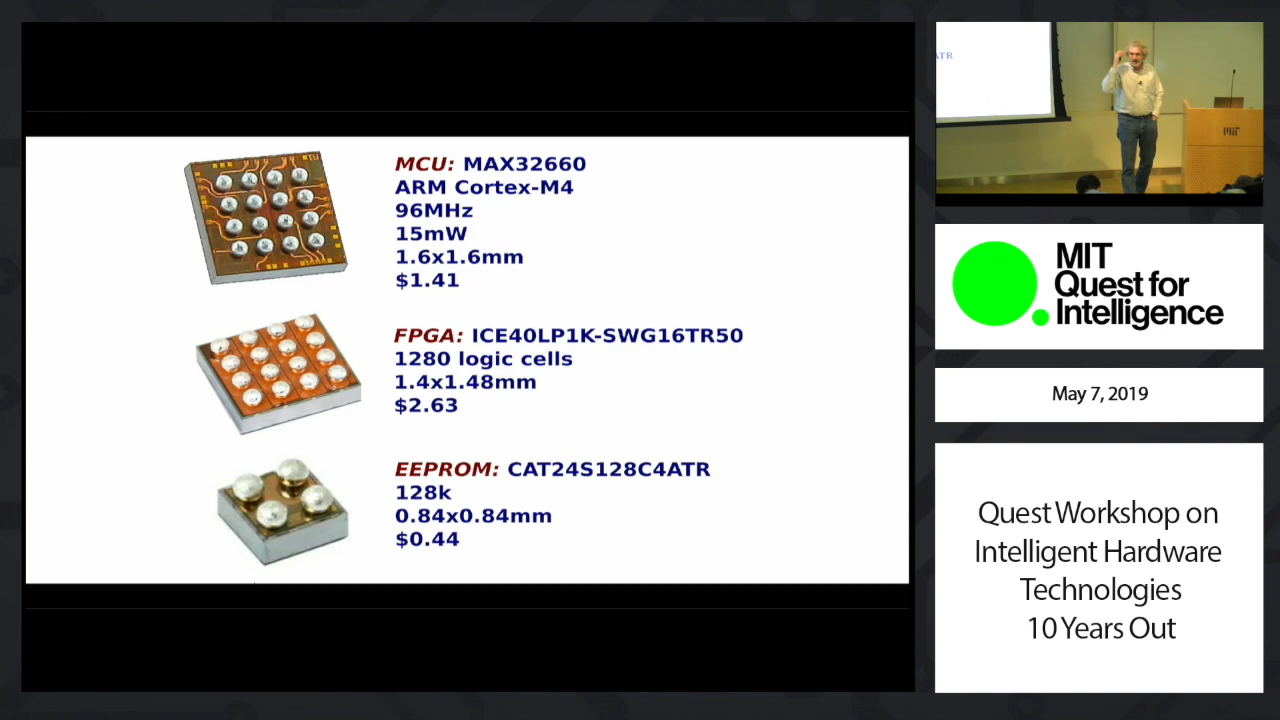 MCU: MAX32660
ARM Cortex-M4
96MHz
15mW
1.6x1.6mm
$1.41
FPGA: ICE40LP1K-SWG16TR50
1280 logic cells
1.4x1.48mm
$2.63
EEPROM: CAT24S128C4ATR
128k
0.84x0.84mm
$0.44
ATR
MIT
MIT
Quest for
Intelligence
May 7, 2019
Quest Workshop on
Intelligent Hardware
Technologies
10 Years Out